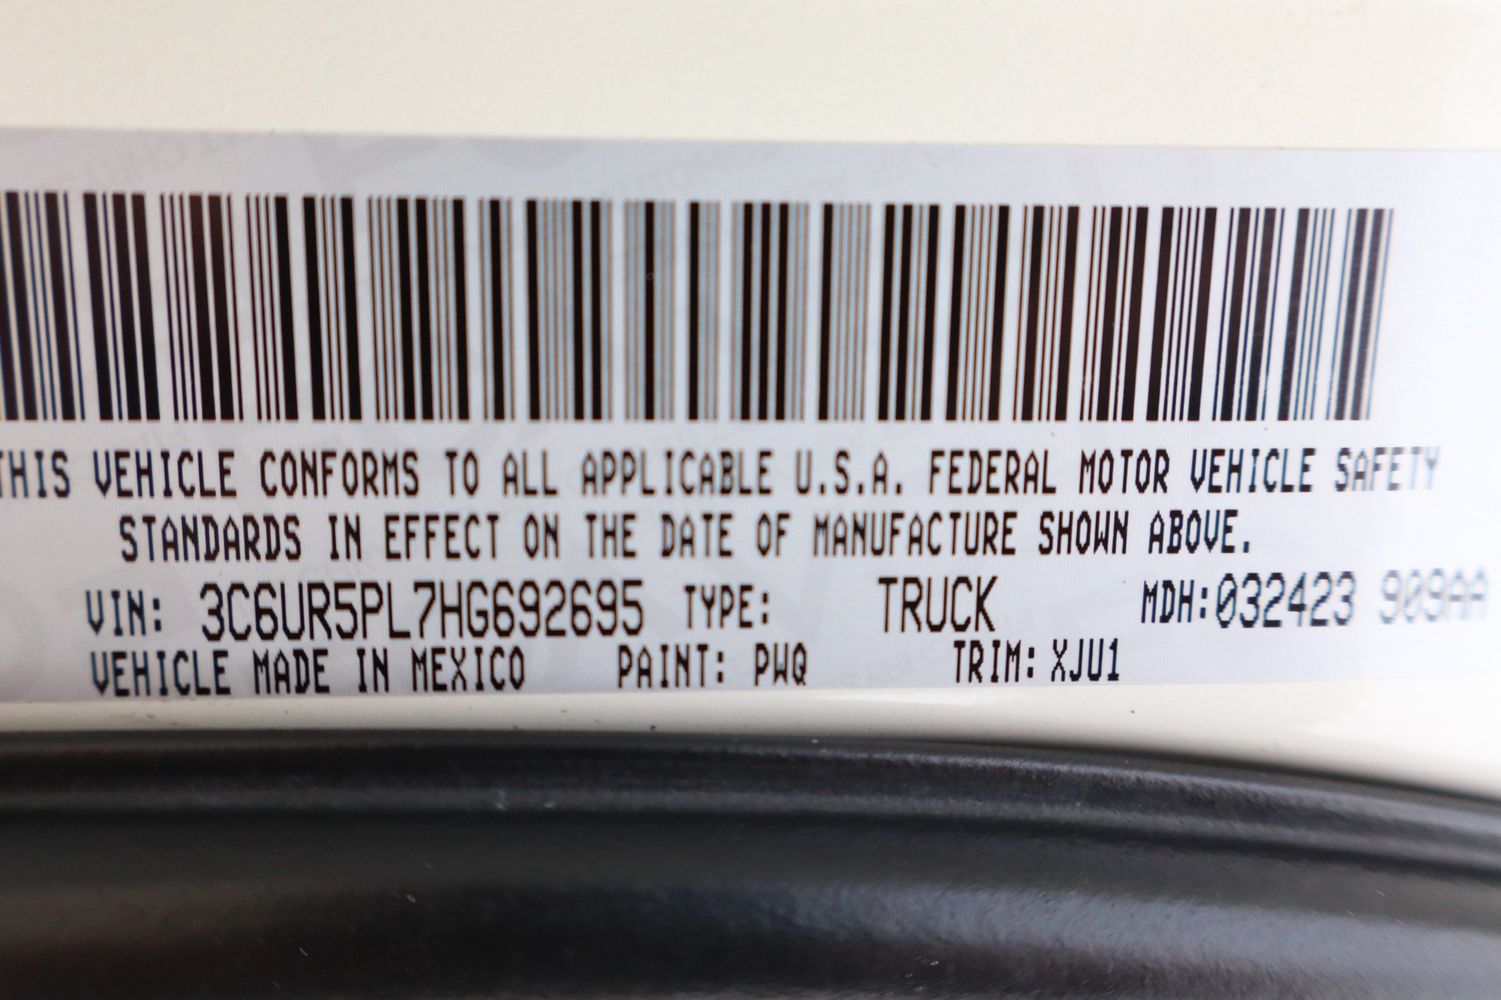 THIS VEHICLE CONFORMS TO ALL APPLICABLE U.S.A. FEDERAL MOTOR VEHICLE SAFETY
STANDARDS IN EFFECT ON THE DATE OF MANUFACTURE SHOWN ABOVE.
VIN: 3C6UR5PL7HG692695 TYPE: TRUCK MDH:032423 909AA
VEHICLE MADE IN MEXICO PAINT: PWQ TRIM: XJU1